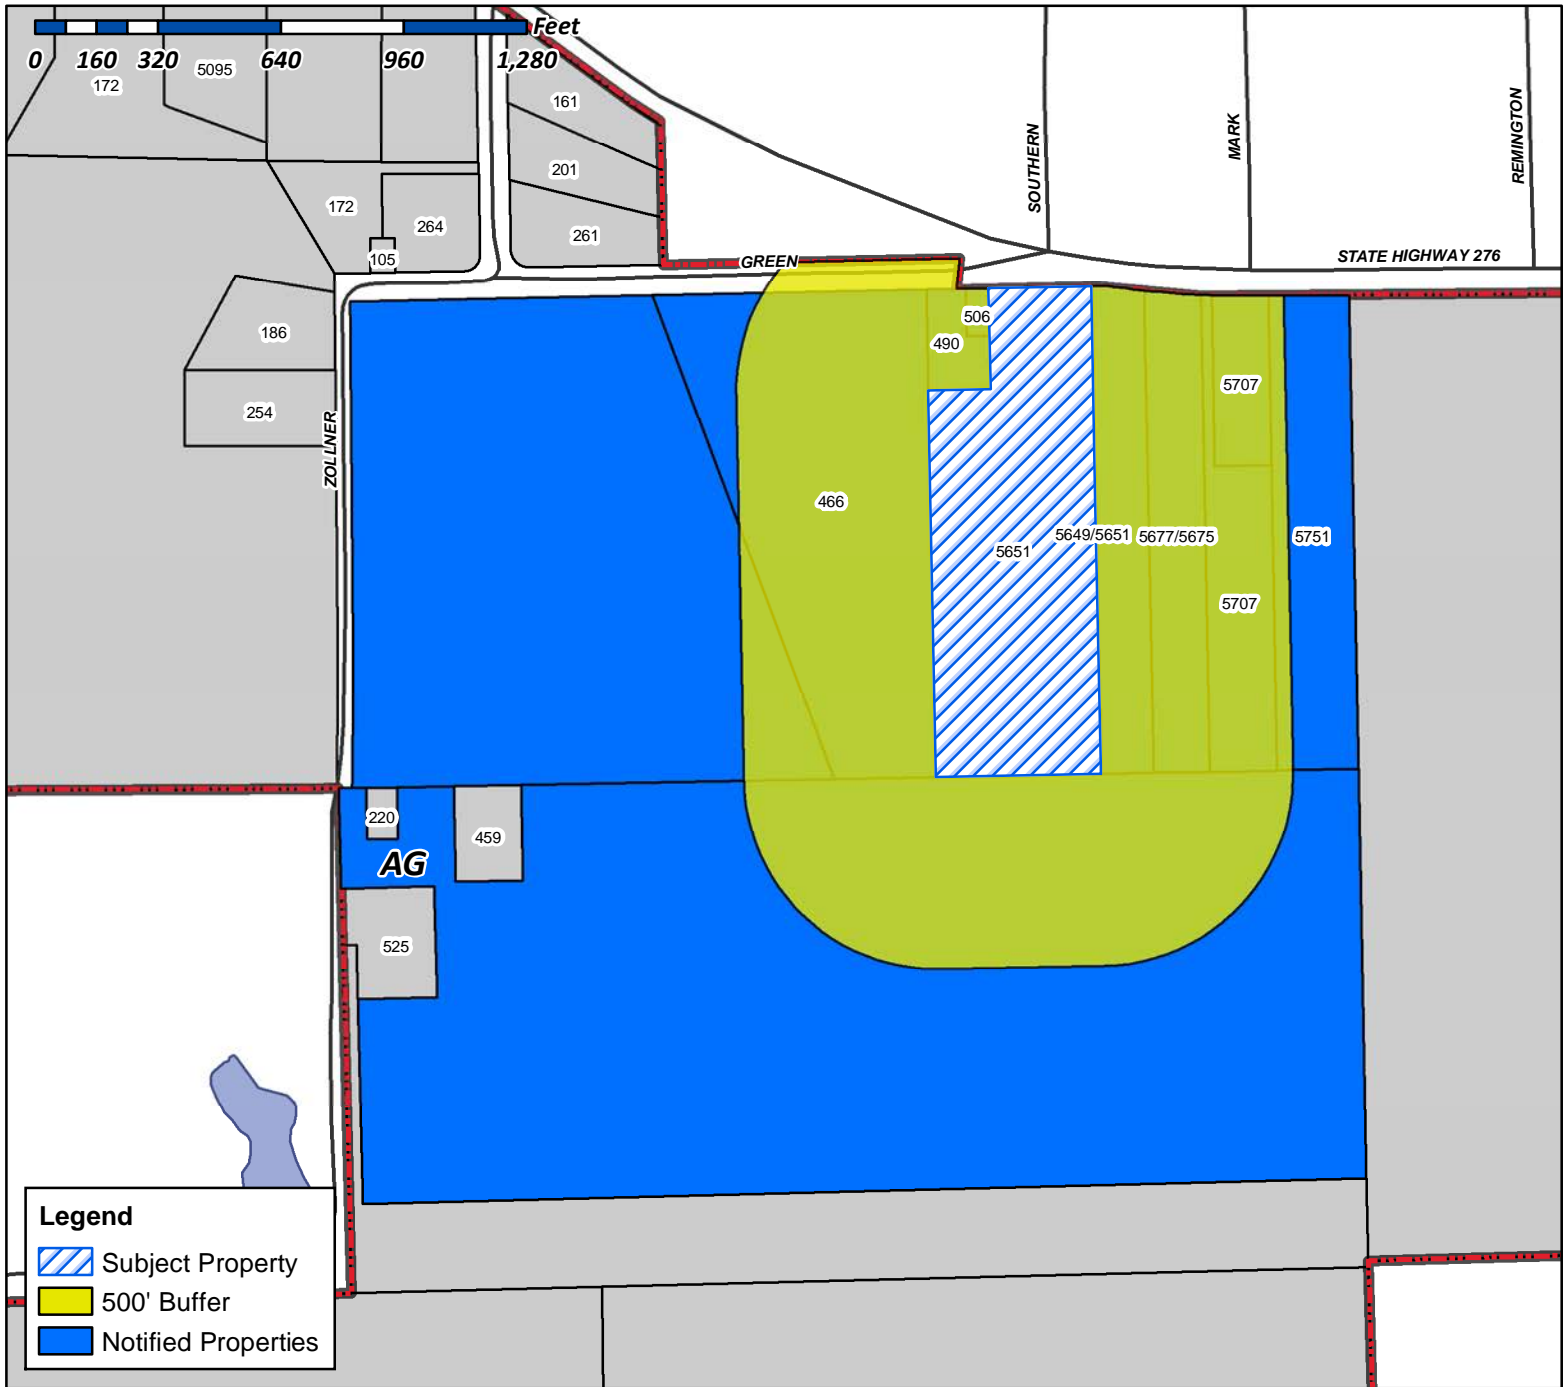 Feet
0 160 320 640 960 1,280
172
5095
161
201
261
172
264
105
186
254
ZOLLNER
GREEN
SOUTHERN
MARK
REMINGTON
STATE HIGHWAY 276
506
490
466
5651
5649/5651
5677/5675
5707
5707
5751
220
459
AG
525
Legend
Subject Property
500' Buffer
Notified Properties